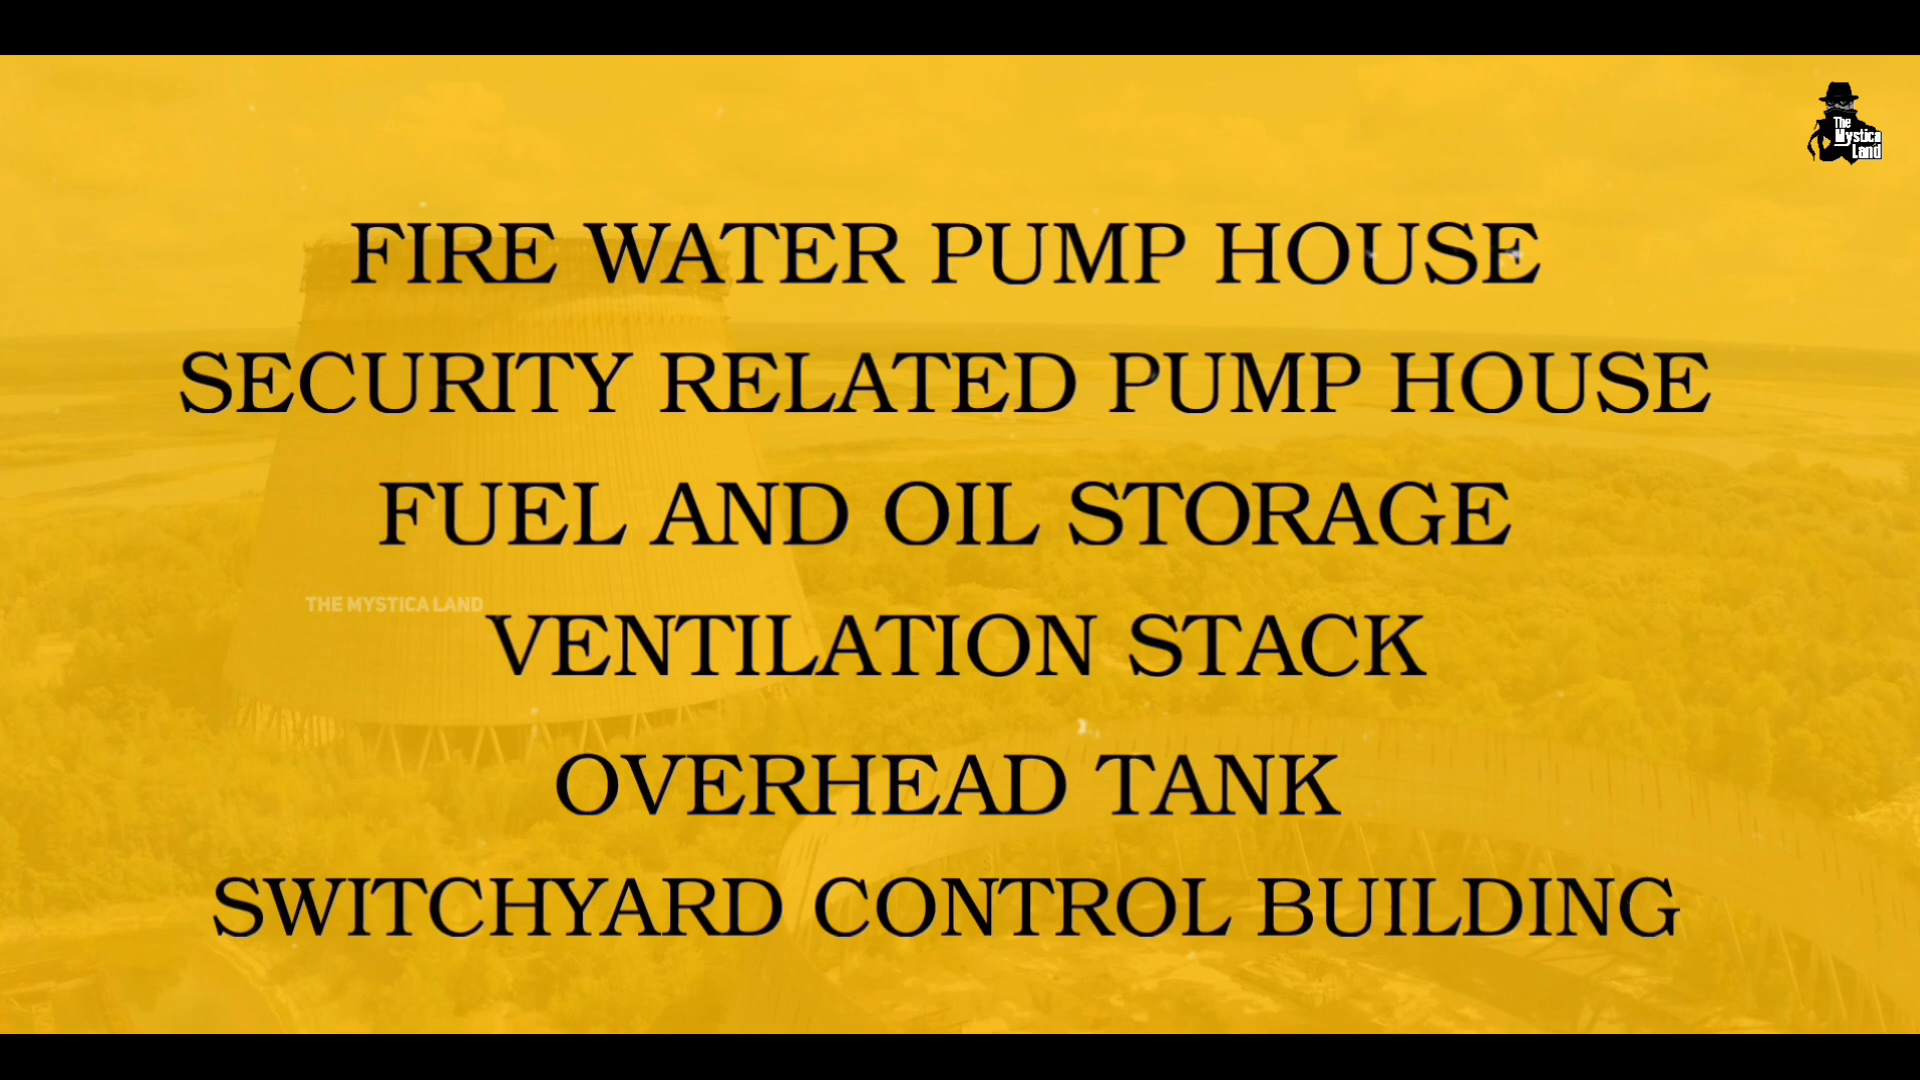 The
Mystica
Land
FIRE WATER PUMP HOUSE
SECURITY RELATED PUMP HOUSE
FUEL AND OIL STORAGE
THE MYSTICA LAND
VENTILATION STACK
OVERHEAD TANK
SWITCHYARD CONTROL BUILDING